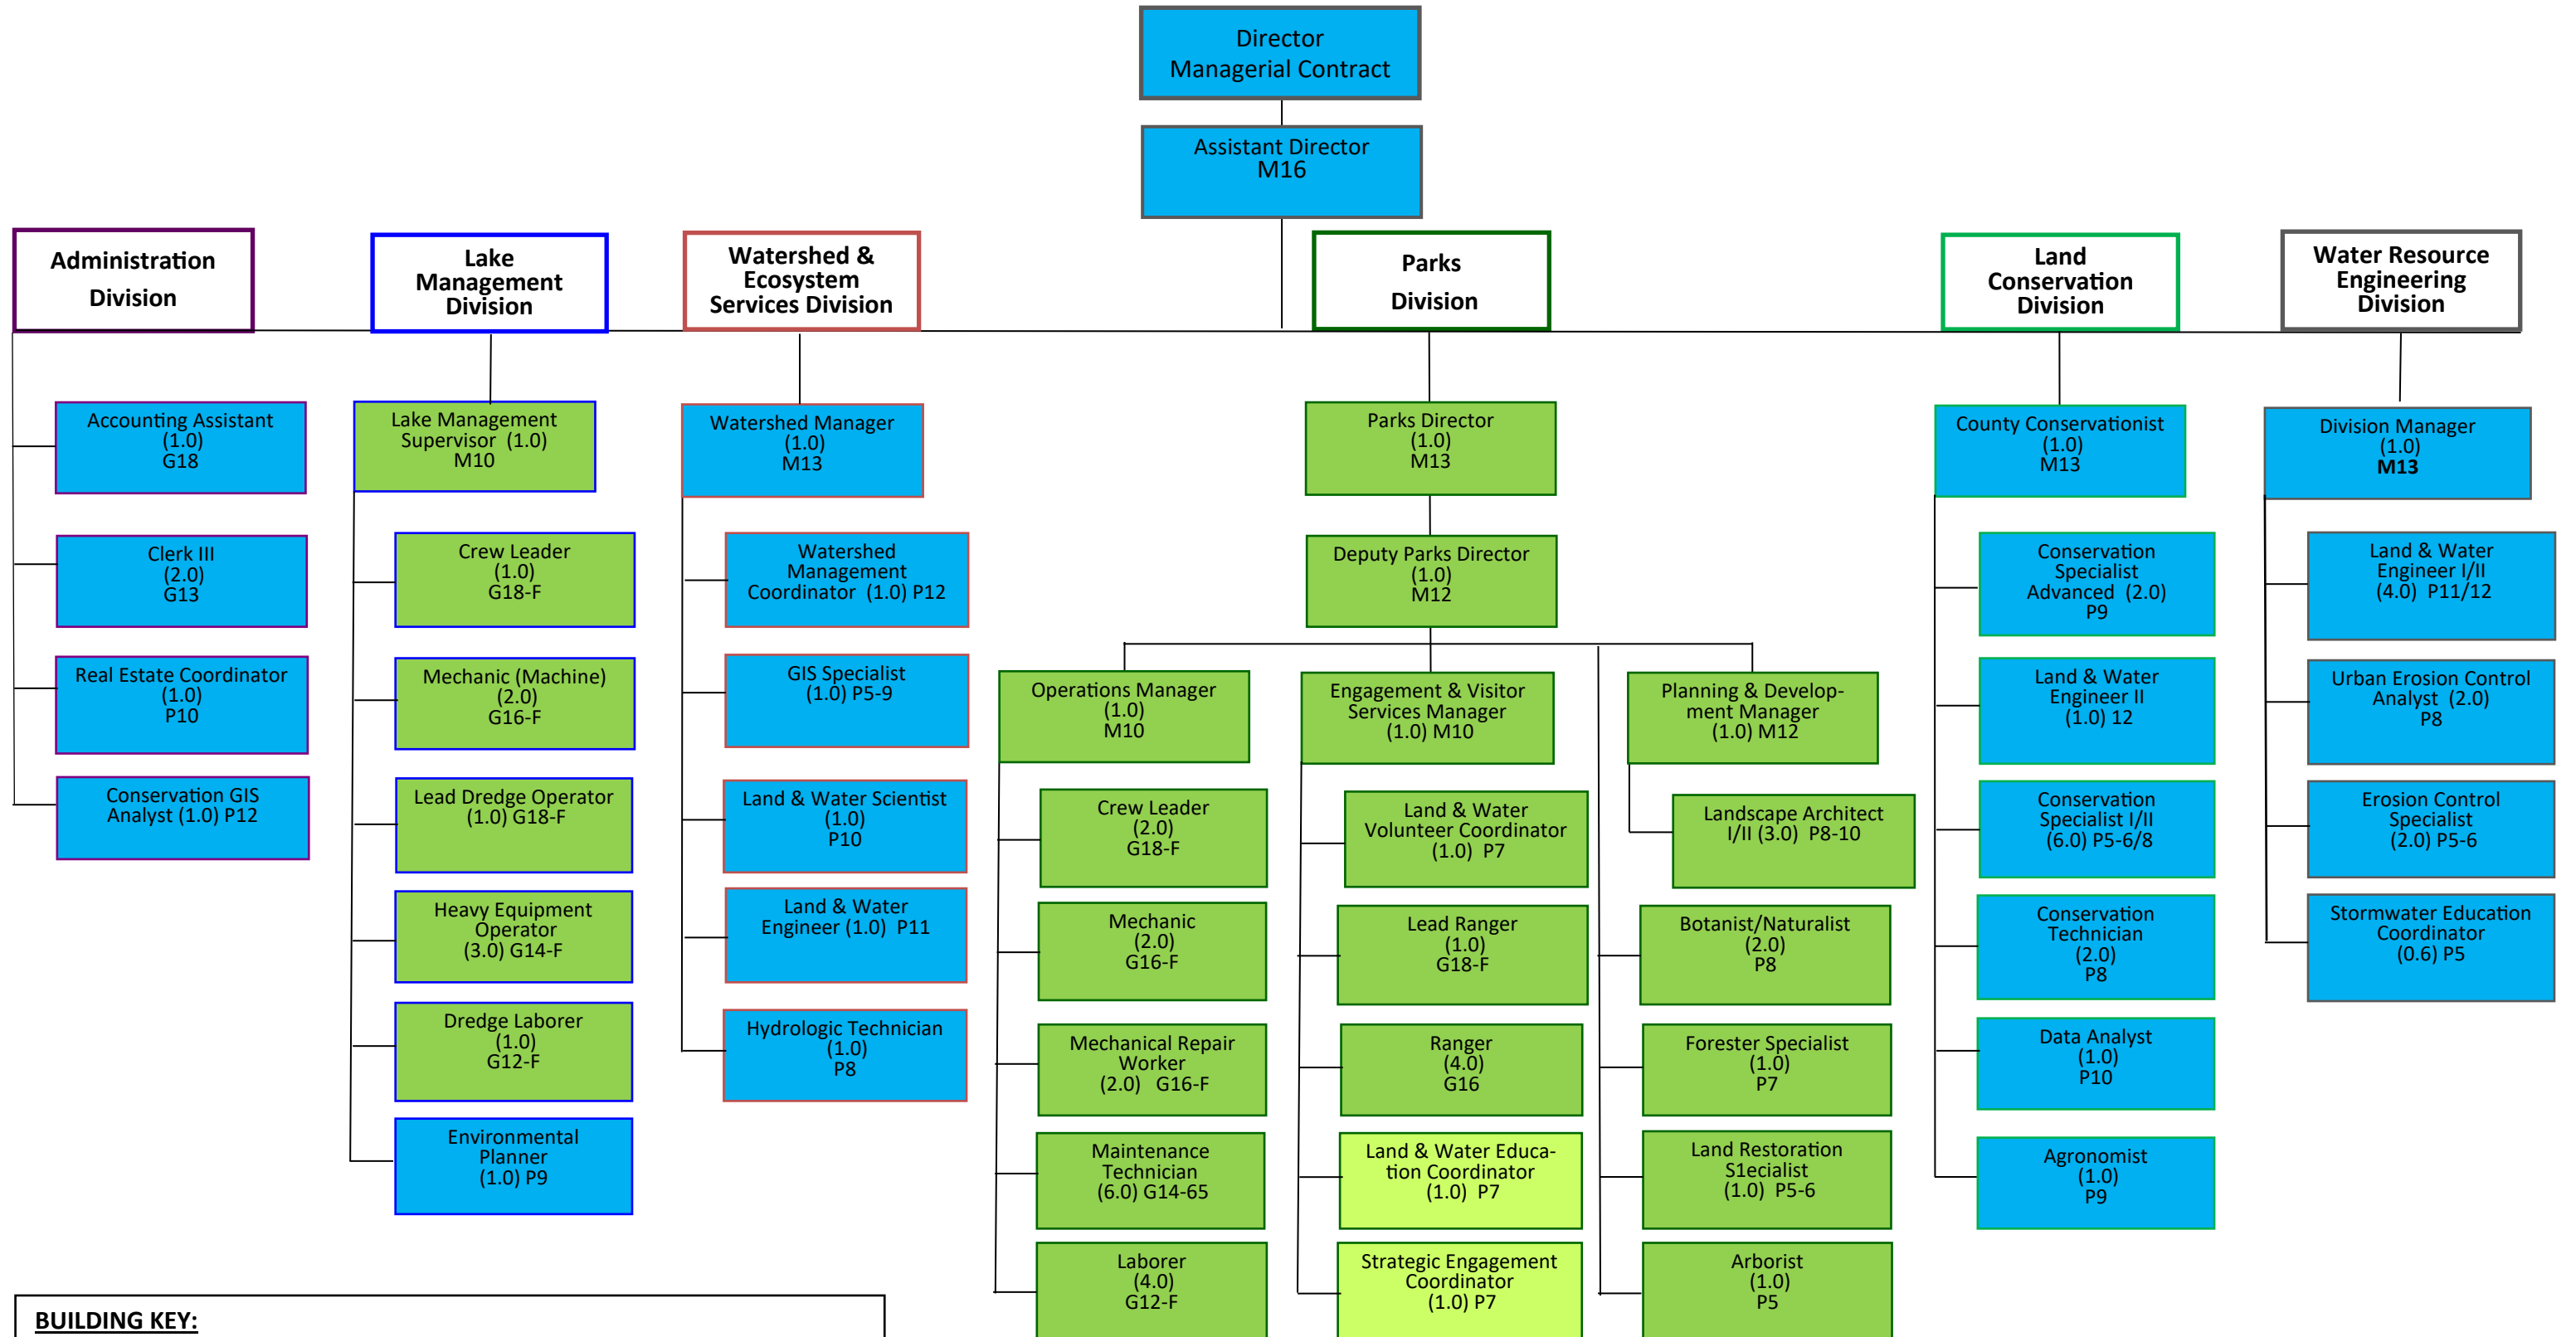 Director
Managerial Contract
Assistant Director
M16
Administration
Division
Lake
Management
Division
Watershed &
Ecosystem
Services Division
Parks
Division
Land
Conservation
Division
Water Resource
Engineering
Division
Accounting Assistant
(1.0)
G18
Clerk III
(2.0)
G13
Real Estate Coordinator
(1.0)
P10
Conservation GIS
Analyst (1.0) P12
Lake Management
Supervisor (1.0)
M10
Crew Leader
(1.0)
G18-F
Mechanic (Machine)
(2.0)
G16-F
Lead Dredge Operator
(1.0) G18-F
Heavy Equipment
Operator
(3.0) G14-F
Dredge Laborer
(1.0)
G12-F
Environmental
Planner
(1.0) P9
Watershed Manager
(1.0)
M13
Watershed
Management
Coordinator (1.0) P12
GIS Specialist
(1.0) P5-9
Land & Water Scientist
(1.0)
P10
Land & Water
Engineer (1.0) P11
Hydrologic Technician
(1.0)
P8
Parks Director
(1.0)
M13
Deputy Parks Director
(1.0)
M12
Operations Manager
(1.0)
M10
Crew Leader
(2.0)
G18-F
Mechanic
(2.0)
G16-F
Mechanical Repair
Worker
(2.0) G16-F
Maintenance
Technician
(6.0) G14-65
Laborer
(4.0)
G12-F
Engagement & Visitor
Services Manager
(1.0) M10
Land & Water
Volunteer Coordinator
(1.0) P7
Lead Ranger
(1.0)
G18-F
Ranger
(4.0)
G16
Land & Water Educa-
tion Coordinator
(1.0) P7
Strategic Engagement
Coordinator
(1.0) P7
Planning & Develop-
ment Manager
(1.0) M12
Landscape Architect
I/II (3.0) P8-10
Botanist/Naturalist
(2.0)
P8
Forester Specialist
(1.0)
P7
Land Restoration
S1ecialist
(1.0) P5-6
Arborist
(1.0)
P5
County Conservationist
(1.0)
M13
Conservation
Specialist
Advanced (2.0)
P9
Land & Water
Engineer II
(1.0) 12
Conservation
Specialist I/II
(6.0) P5-6/8
Conservation
Technician
(2.0)
P8
Data Analyst
(1.0)
P10
Agronomist
(1.0)
P9
Division Manager
(1.0)
M13
Land & Water
Engineer I/II
(4.0) P11/12
Urban Erosion Control
Analyst (2.0)
P8
Erosion Control
Specialist
(2.0) P5-6
Stormwater Education
Coordinator
(0.6) P5
BUILDING KEY: